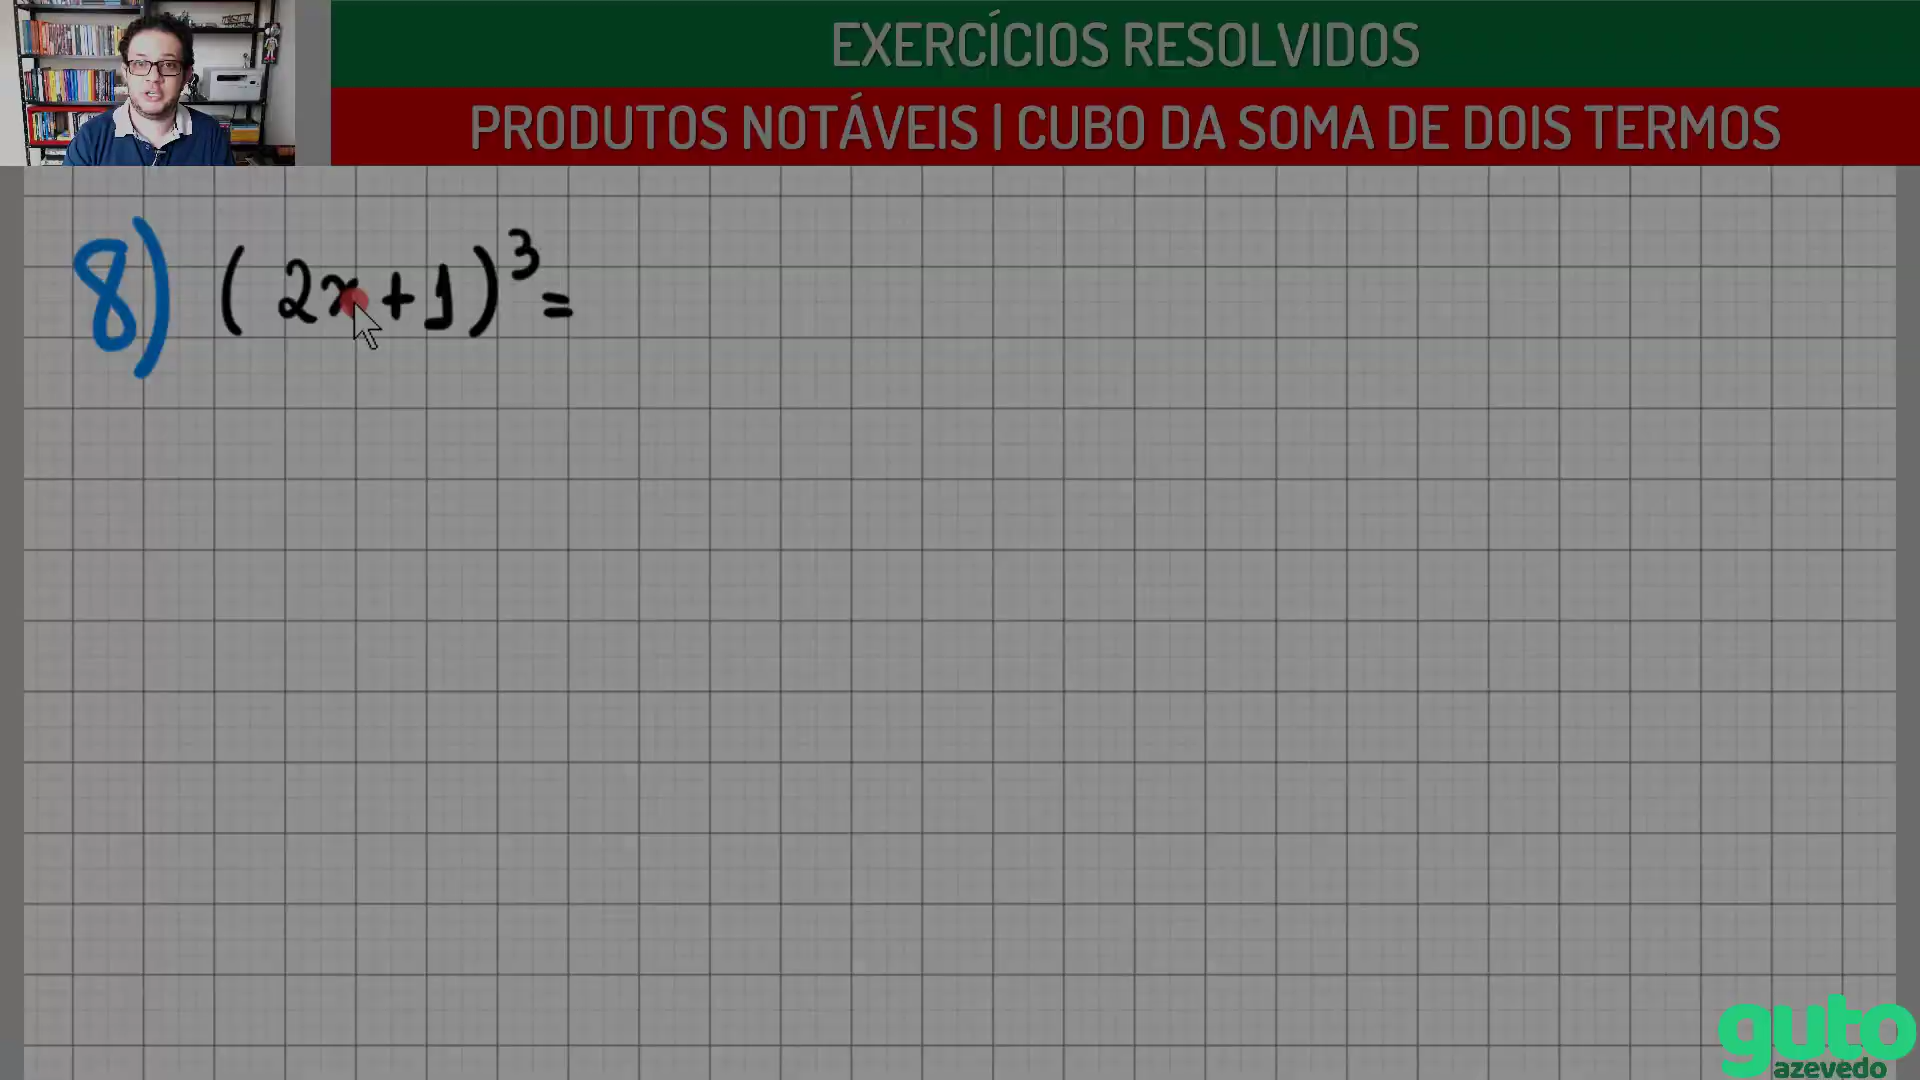 EXERCÍCIOS RESOLVIDOS
PRODUTOS NOTÁVEIS | CUBO DA SOMA DE DOIS TERMOS
8) (2x+1)³=
guto
azevedo